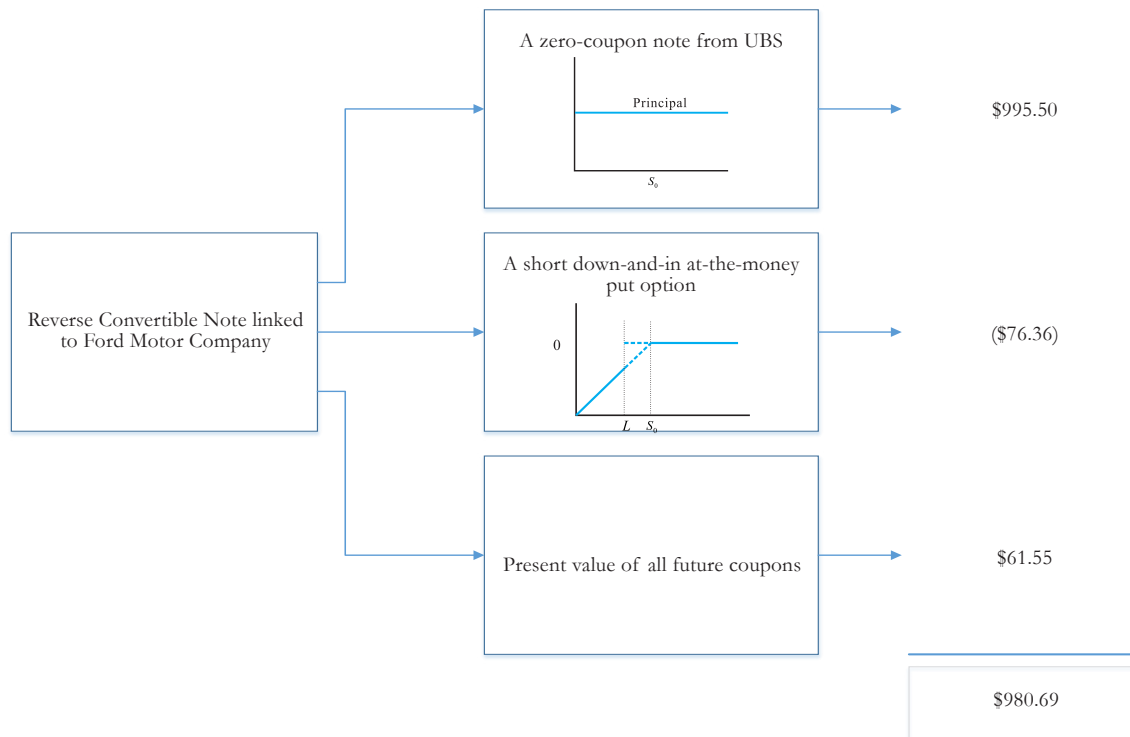 A zero-coupon note from UBS
Principal
S₀
$995.50
Reverse Convertible Note linked
to Ford Motor Company
A short down-and-in at-the-money
put option
0
L S₀
($76.36)
Present value of all future coupons
$61.55
$980.69